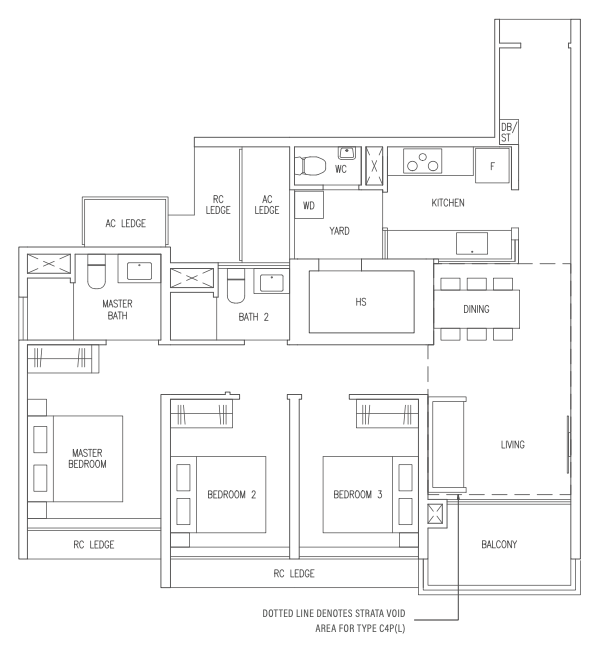 DB/
ST
WC
F
RC
LEDGE
AC
LEDGE
WD
KITCHEN
AC LEDGE
YARD
MASTER
BATH
BATH 2
HS
DINING
LIVING
MASTER
BEDROOM
BEDROOM 2
BEDROOM 3
RC LEDGE
BALCONY
RC LEDGE
DOTTED LINE DENOTES STRATA VOID
AREA FOR TYPE C4P(L)